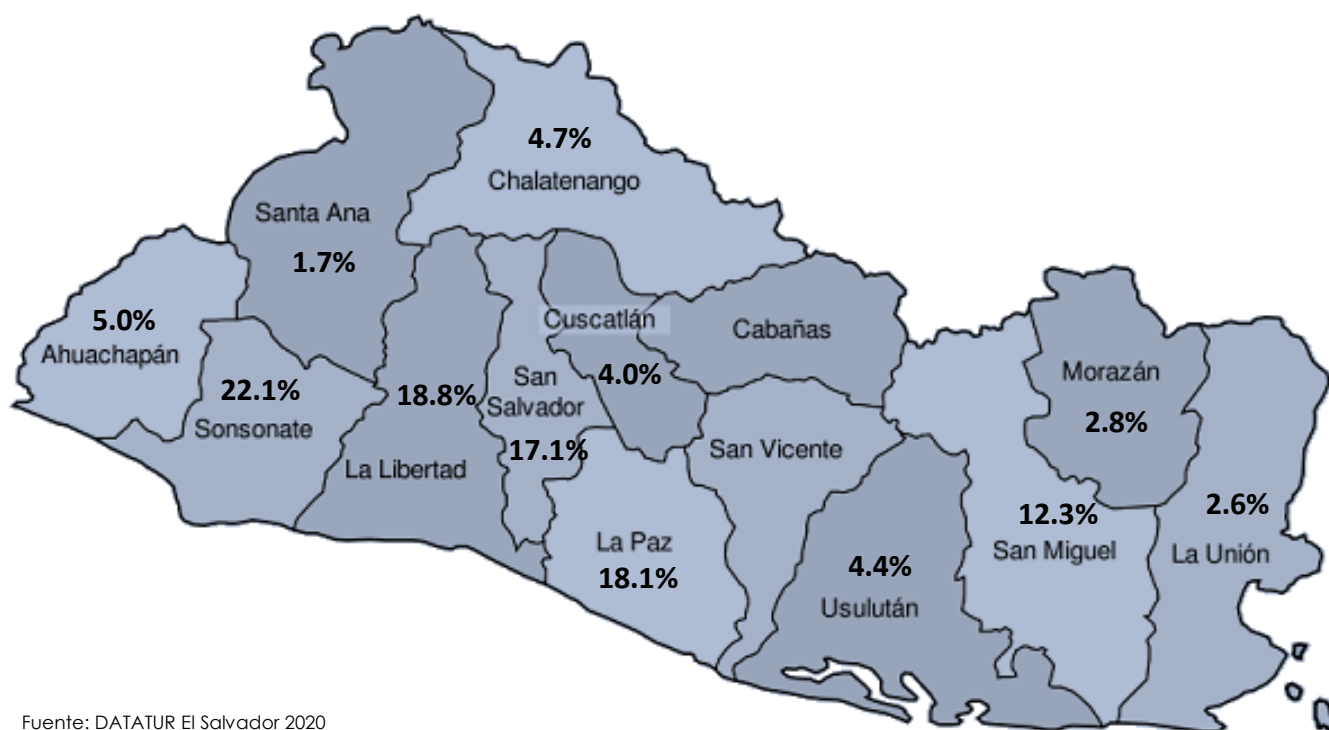 4.7%
Chalatenango
Santa Ana
1.7%
5.0%
Ahuachapán
Cuscatlán
4.0%
Cabañas
22.1%
Sonsonate
18.8%
La Libertad
San
Salvador
17.1%
San Vicente
Morazán
2.8%
La Paz
18.1%
4.4%
Usulután
12.3%
San Miguel
2.6%
La Unión
Fuente: DATATUR El Salvador 2020